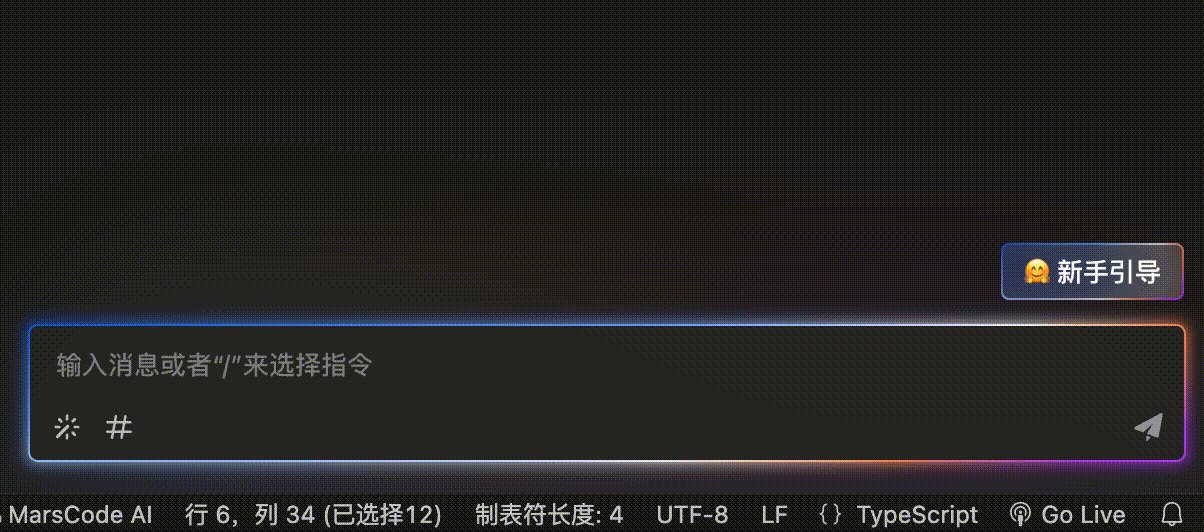 🤗 新手引导
输入消息或者“/”来选择指令
MarsCode AI 行 6，列 34 (已选择12) 制表符长度: 4 UTF-8 LF {} TypeScript Go Live